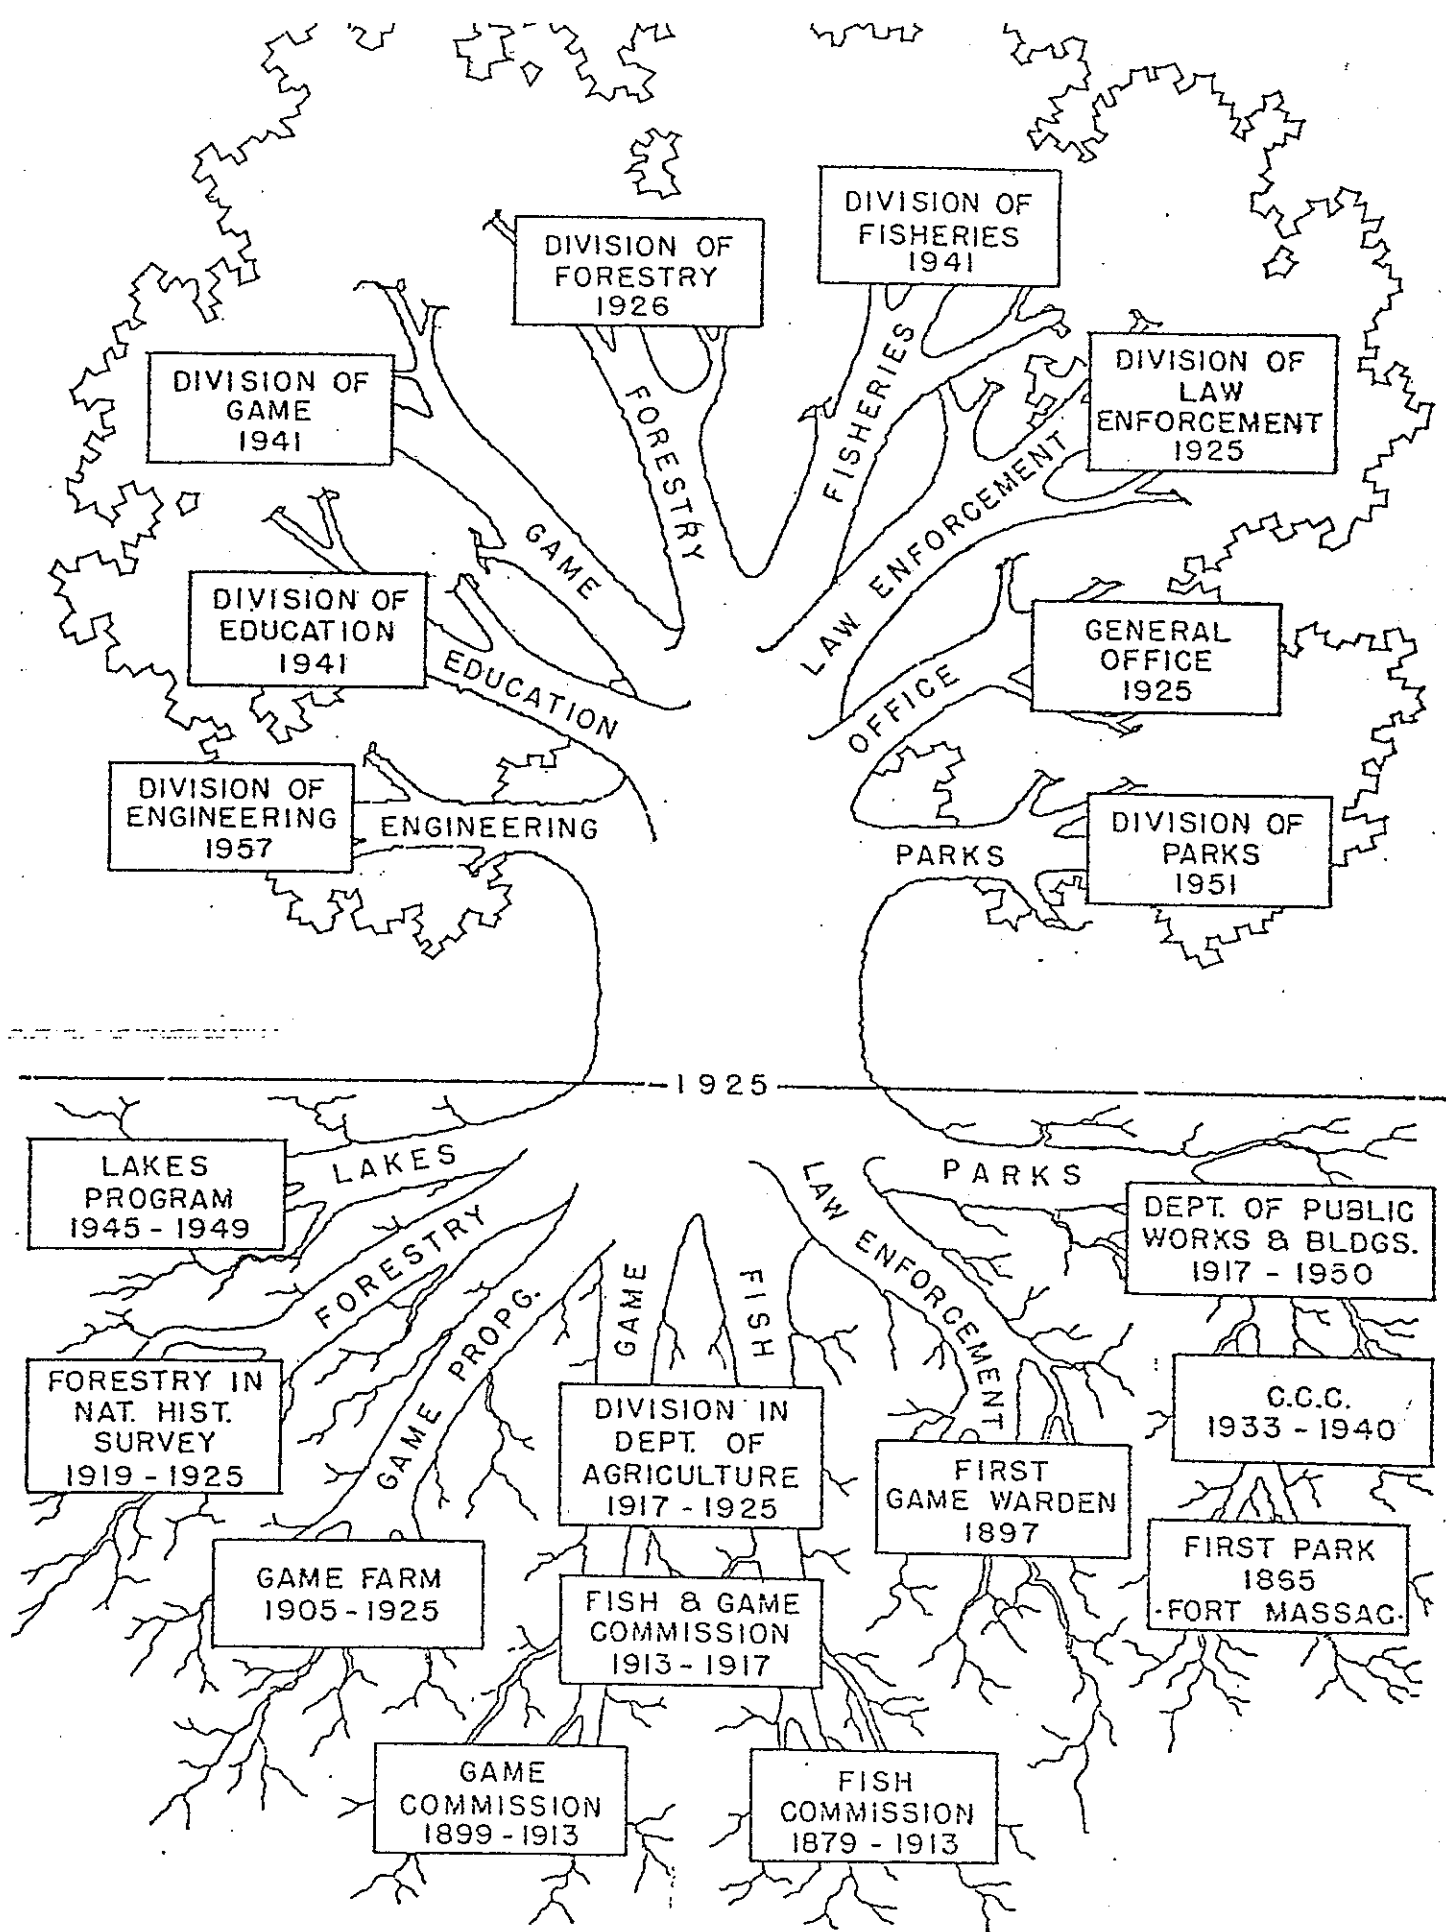 DIVISION OF
FISHERIES
1941
DIVISION OF
FORESTRY
1926
DIVISION OF
GAME
1941
DIVISION OF
LAW
ENFORCEMENT
1925
FORESTRY
FISHERIES
GAME
LAW ENFORCEMENT
DIVISION OF
EDUCATION
1941
EDUCATION
OFFICE
GENERAL
OFFICE
1925
DIVISION OF
ENGINEERING
1957
ENGINEERING
PARKS
DIVISION OF
PARKS
1951
1925
LAKES
PROGRAM
1945-1949
LAKES
FORESTRY
GAME PROPG.
GAME
FISH
LAW ENFORCEMENT
PARKS
DEPT. OF PUBLIC
WORKS & BLDGS.
1917 - 1950
FORESTRY IN
NAT. HIST.
SURVEY
1919-1925
DIVISION IN
DEPT. OF
AGRICULTURE
1917-1925
FIRST
GAME WARDEN
1897
C.C.C.
1933-1940
GAME FARM
1905-1925
FISH & GAME
COMMISSION
1913-1917
FIRST PARK
1865
·FORT MASSAC·
GAME
COMMISSION
1899-1913
FISH
COMMISSION
1879-1913